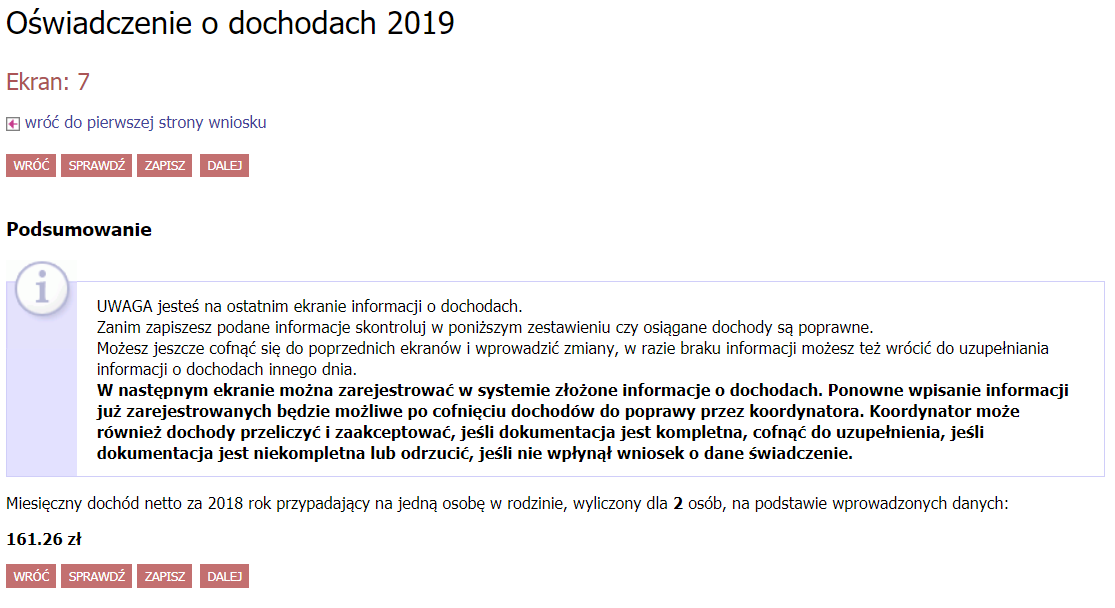 Oświadczenie o dochodach 2019
Ekran: 7
wróć do pierwszej strony wniosku
WRÓĆ SPRAWDŹ ZAPISZ DALEJ
Podsumowanie
UWAGA jesteś na ostatnim ekranie informacji o dochodach.
Zanim zapiszesz podane informacje skontroluj w poniższym zestawieniu czy osiągane dochody są poprawne.
Możesz jeszcze cofnąć się do poprzednich ekranów i wprowadzić zmiany, w razie braku informacji możesz też wrócić do uzupełniania
informacji o dochodach innego dnia.
W następnym ekranie można zarejestrować w systemie złożone informacje o dochodach. Ponowne wpisanie informacji
już zarejestrowanych będzie możliwe po cofnięciu dochodów do poprawy przez koordynatora. Koordynator może
również dochody przeliczyć i zaakceptować, jeśli dokumentacja jest kompletna, cofnąć do uzupełnienia, jeśli
dokumentacja jest niekompletna lub odrzucić, jeśli nie wpłynął wniosek o dane świadczenie.
Miesięczny dochód netto za 2018 rok przypadający na jedną osobę w rodzinie, wyliczony dla 2 osób, na podstawie wprowadzonych danych:
161.26 zł
WRÓĆ SPRAWDŹ ZAPISZ DALEJ